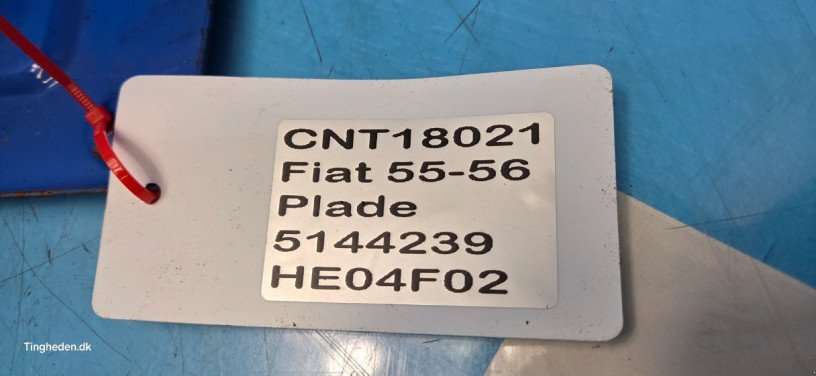 CNT18021
Fiat 55-56
Plade
5144239
HE04F02
Tingheden.dk